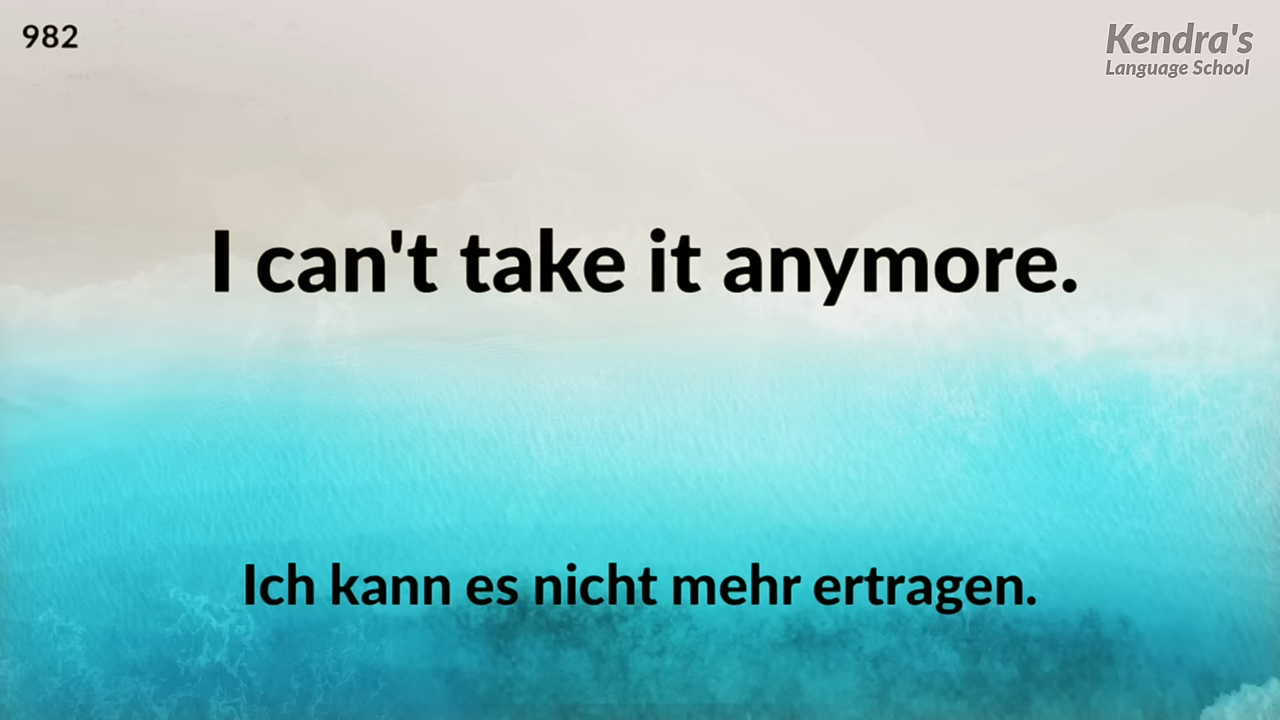 982
Kendra's
Language School
I can't take it anymore.
Ich kann es nicht mehr ertragen.